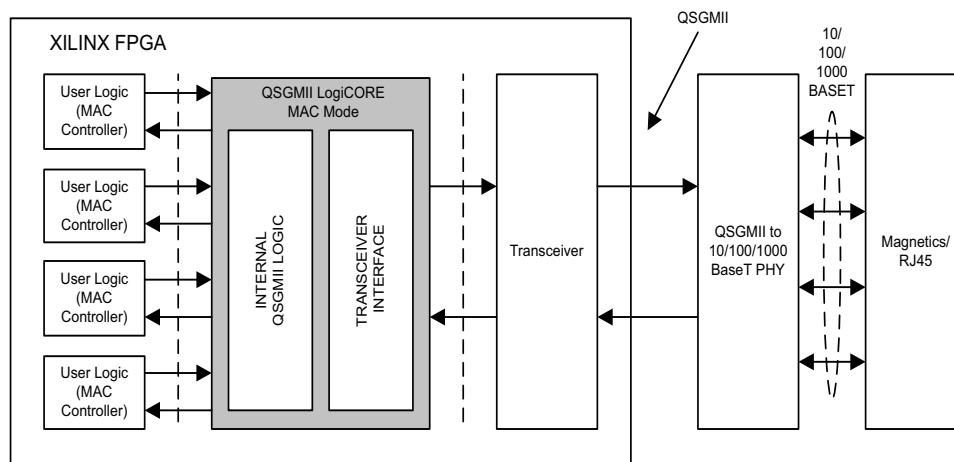 QSGMII
10/
100/
1000
BASET
XILINX FPGA
User Logic
(MAC
Controller)
User Logic
(MAC
Controller)
User Logic
(MAC
Controller)
User Logic
(MAC
Controller)
QSGMII LogiCORE
MAC Mode
INTERNAL
QSGMII LOGIC
TRANSCEIVER
INTERFACE
Transceiver
QSGMII to
10/100/1000
BaseT PHY
Magnetics/
RJ45